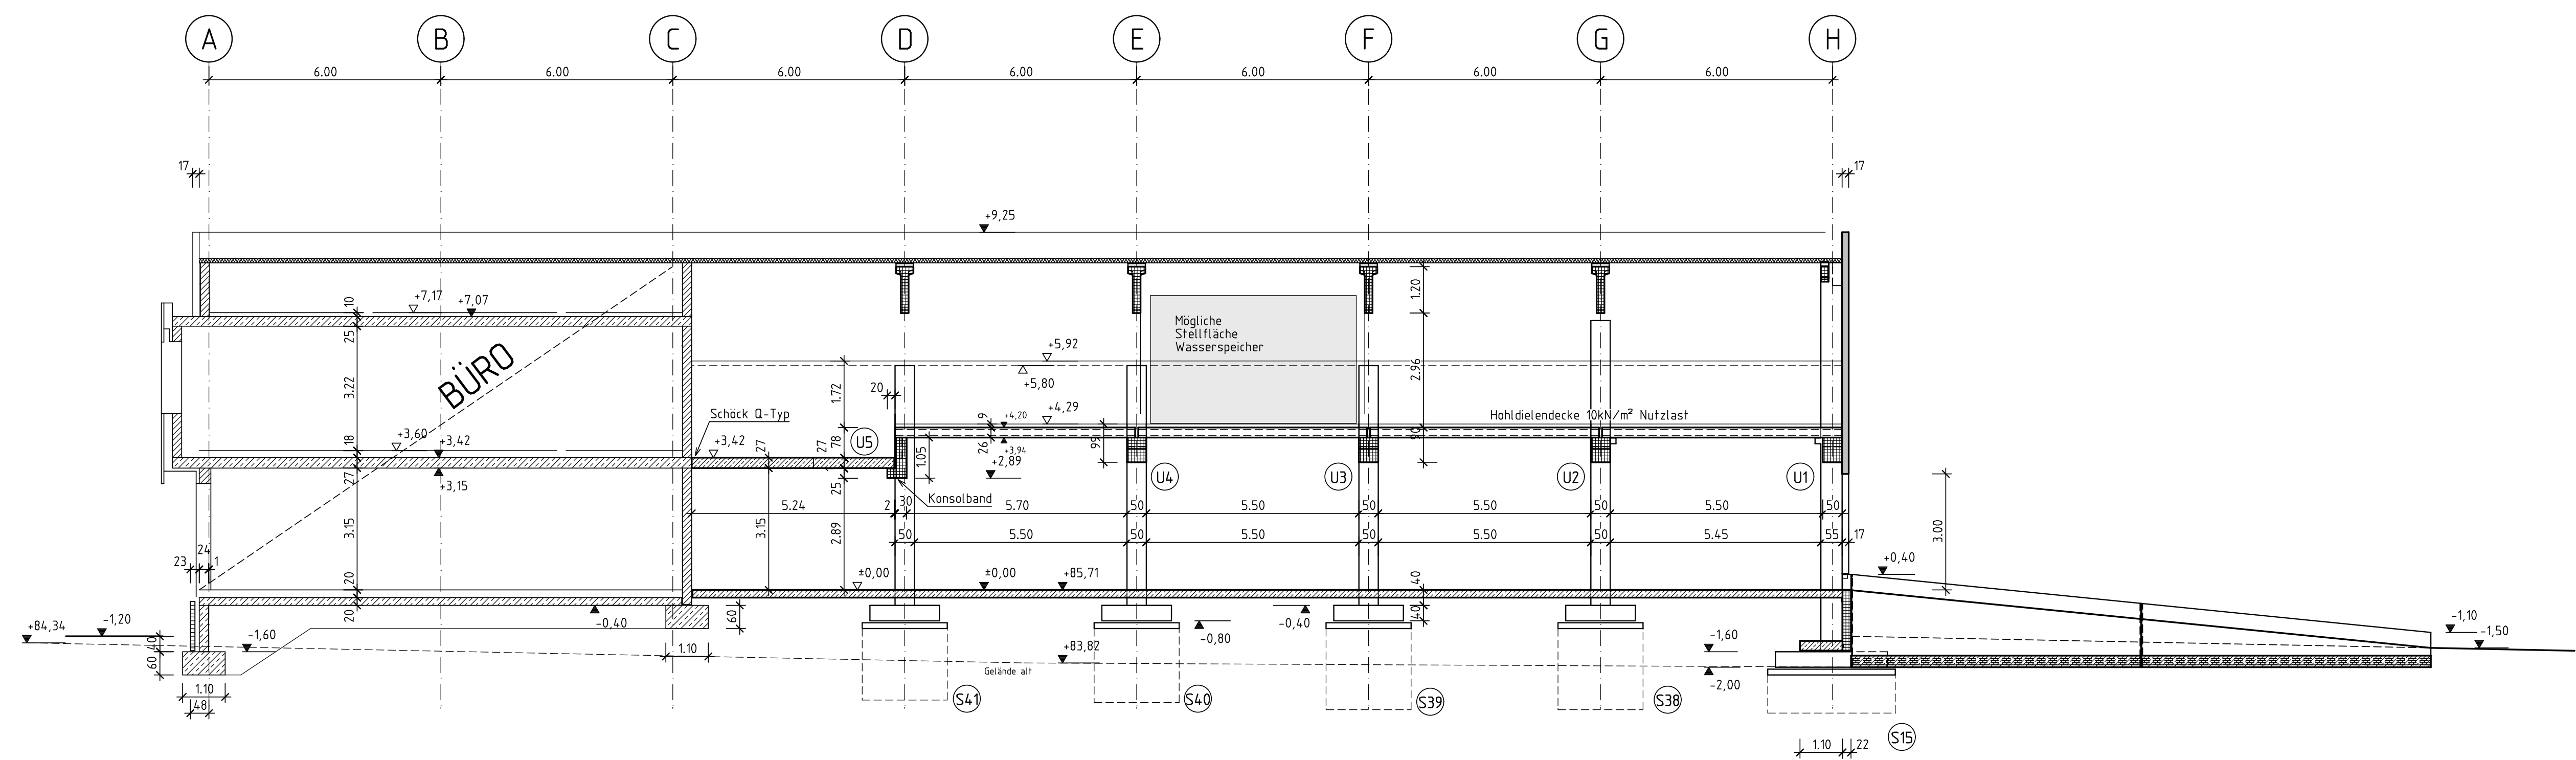 A B C D E F G H
6.00 6.00 6.00 6.00 6.00 6.00 6.00
17 17
+9,25
10 +7,17 +7,07
25
1.20
Mögliche
Stellfläche
Wasserspeicher
+5,92
+5,80
BÜRO
3.22
1.72
20
2.96
Schöck Q-Typ
9 +4,20 +4,29
Hohldielendecke 10kN/m² Nutzlast
18 +3,60 +3,42 +3,42 27 27 78 U5
26 +3,94 99 90
1.05 +2,89
27 +3,15
25
U4 U3 U2 U1
Konsolband
5.24 2 30 5.70 50 5.50 50 5.50 50 5.50 50
3.15 3.15 2.89
50 5.50 50 5.50 50 5.50 50 5.45 55 17
3.00
24
23 1
20 ±0,00 ±0,00 +85,71 40 +0,40
20 -0,40 60 -0,40 40
+84,34 -1,20 40 -1,60 -0,80 -1,60 -1,10 -1,50
60 1.10 +83,82
Gelände alt
1.10 -2,00
48
S41 S40 S39 S38
S15
1.10 22